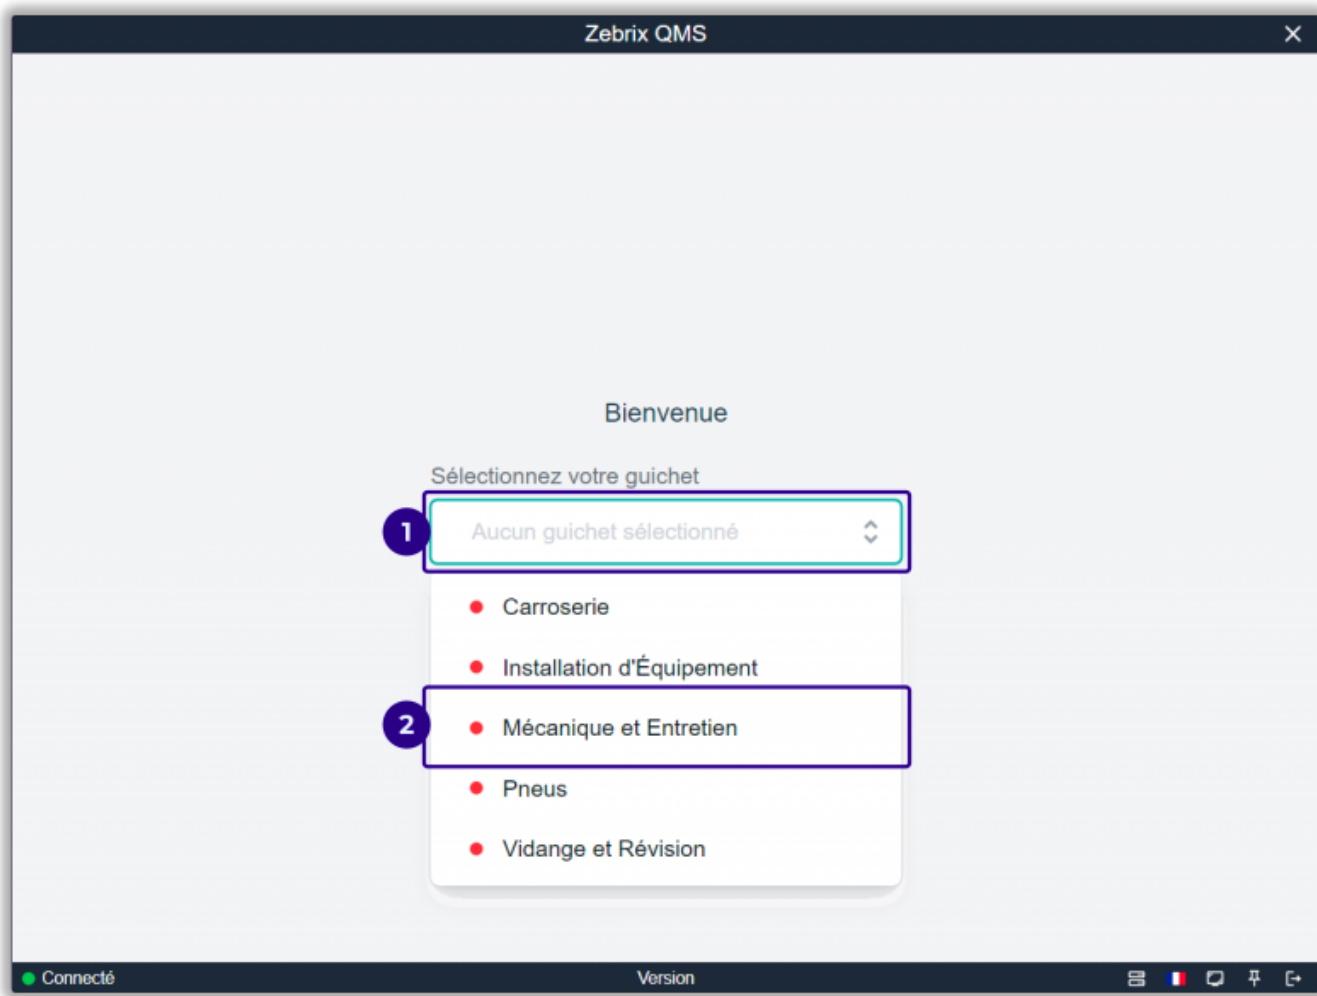 Zebrix QMS
Bienvenue
Sélectionnez votre guichet
1
Aucun guichet sélectionné
Carroserie
Installation d'Équipement
2
Mécanique et Entretien
Pneus
Vidange et Révision
Connecté
Version